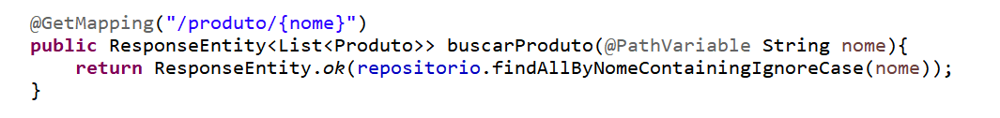 @GetMapping("/produto/{nome}")
public ResponseEntity<List<Produto>> buscarProduto(@PathVariable String nome){
    return ResponseEntity.ok(repositorio.findAllByNomeContainingIgnoreCase(nome));
}